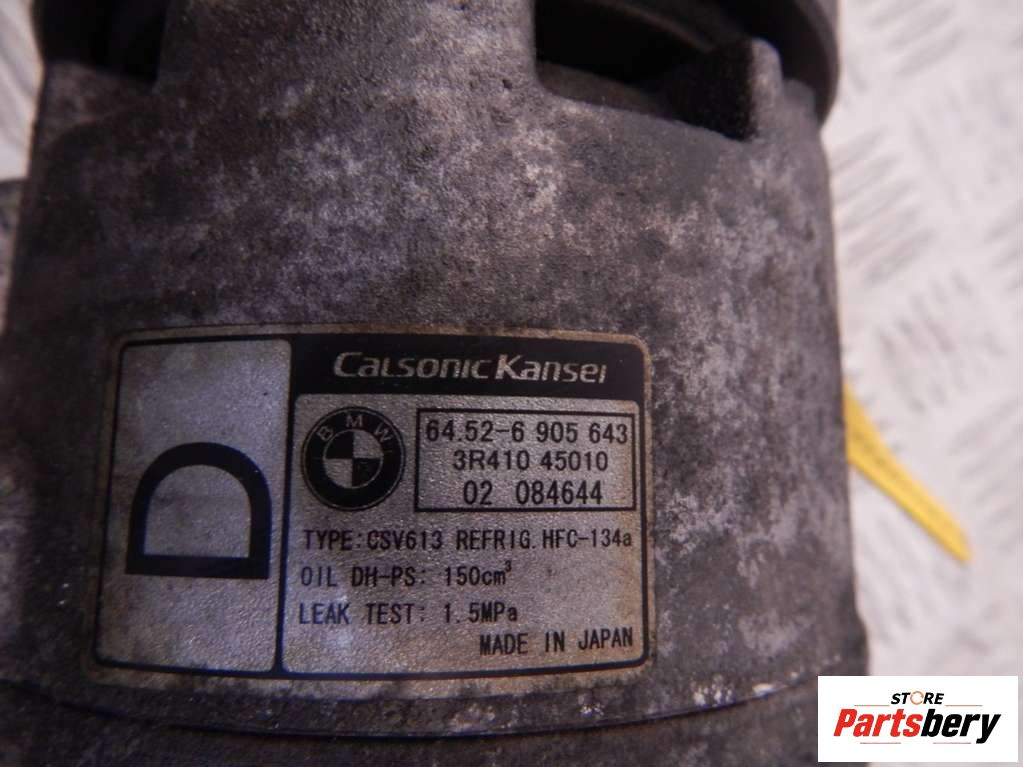 Calsonic Kansei
D
BMW
64.52-6 905 643
3R410 45010
02 084644
TYPE: CSV613 REFRIG. HFC-134a
OIL DH-PS: 150cm³
LEAK TEST: 1.5MPa
MADE IN JAPAN
STORE
Partsbery